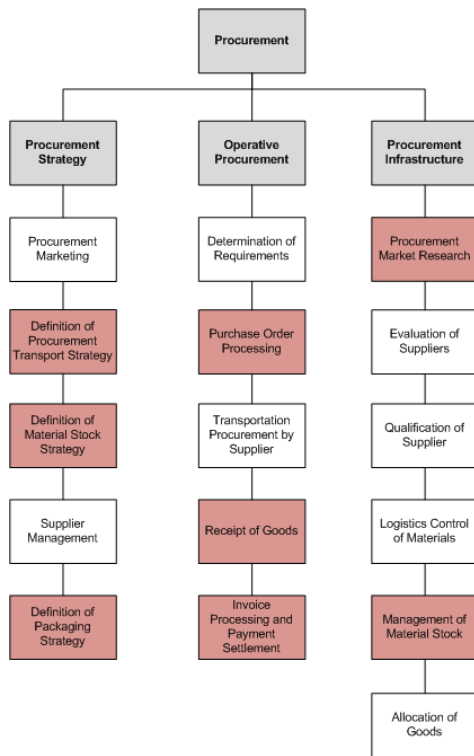 Procurement
Procurement
Strategy
Operative
Procurement
Procurement
Infrastructure
Procurement
Marketing
Determination of
Requirements
Procurement
Market Research
Definition of
Procurement
Transport Strategy
Purchase Order
Processing
Evaluation of
Suppliers
Definition of
Material Stock
Strategy
Transportation
Procurement by
Supplier
Qualification of
Supplier
Supplier
Management
Receipt of Goods
Logistics Control
of Materials
Definition of
Packaging
Strategy
Invoice
Processing and
Payment
Settlement
Management of
Material Stock
Allocation of
Goods